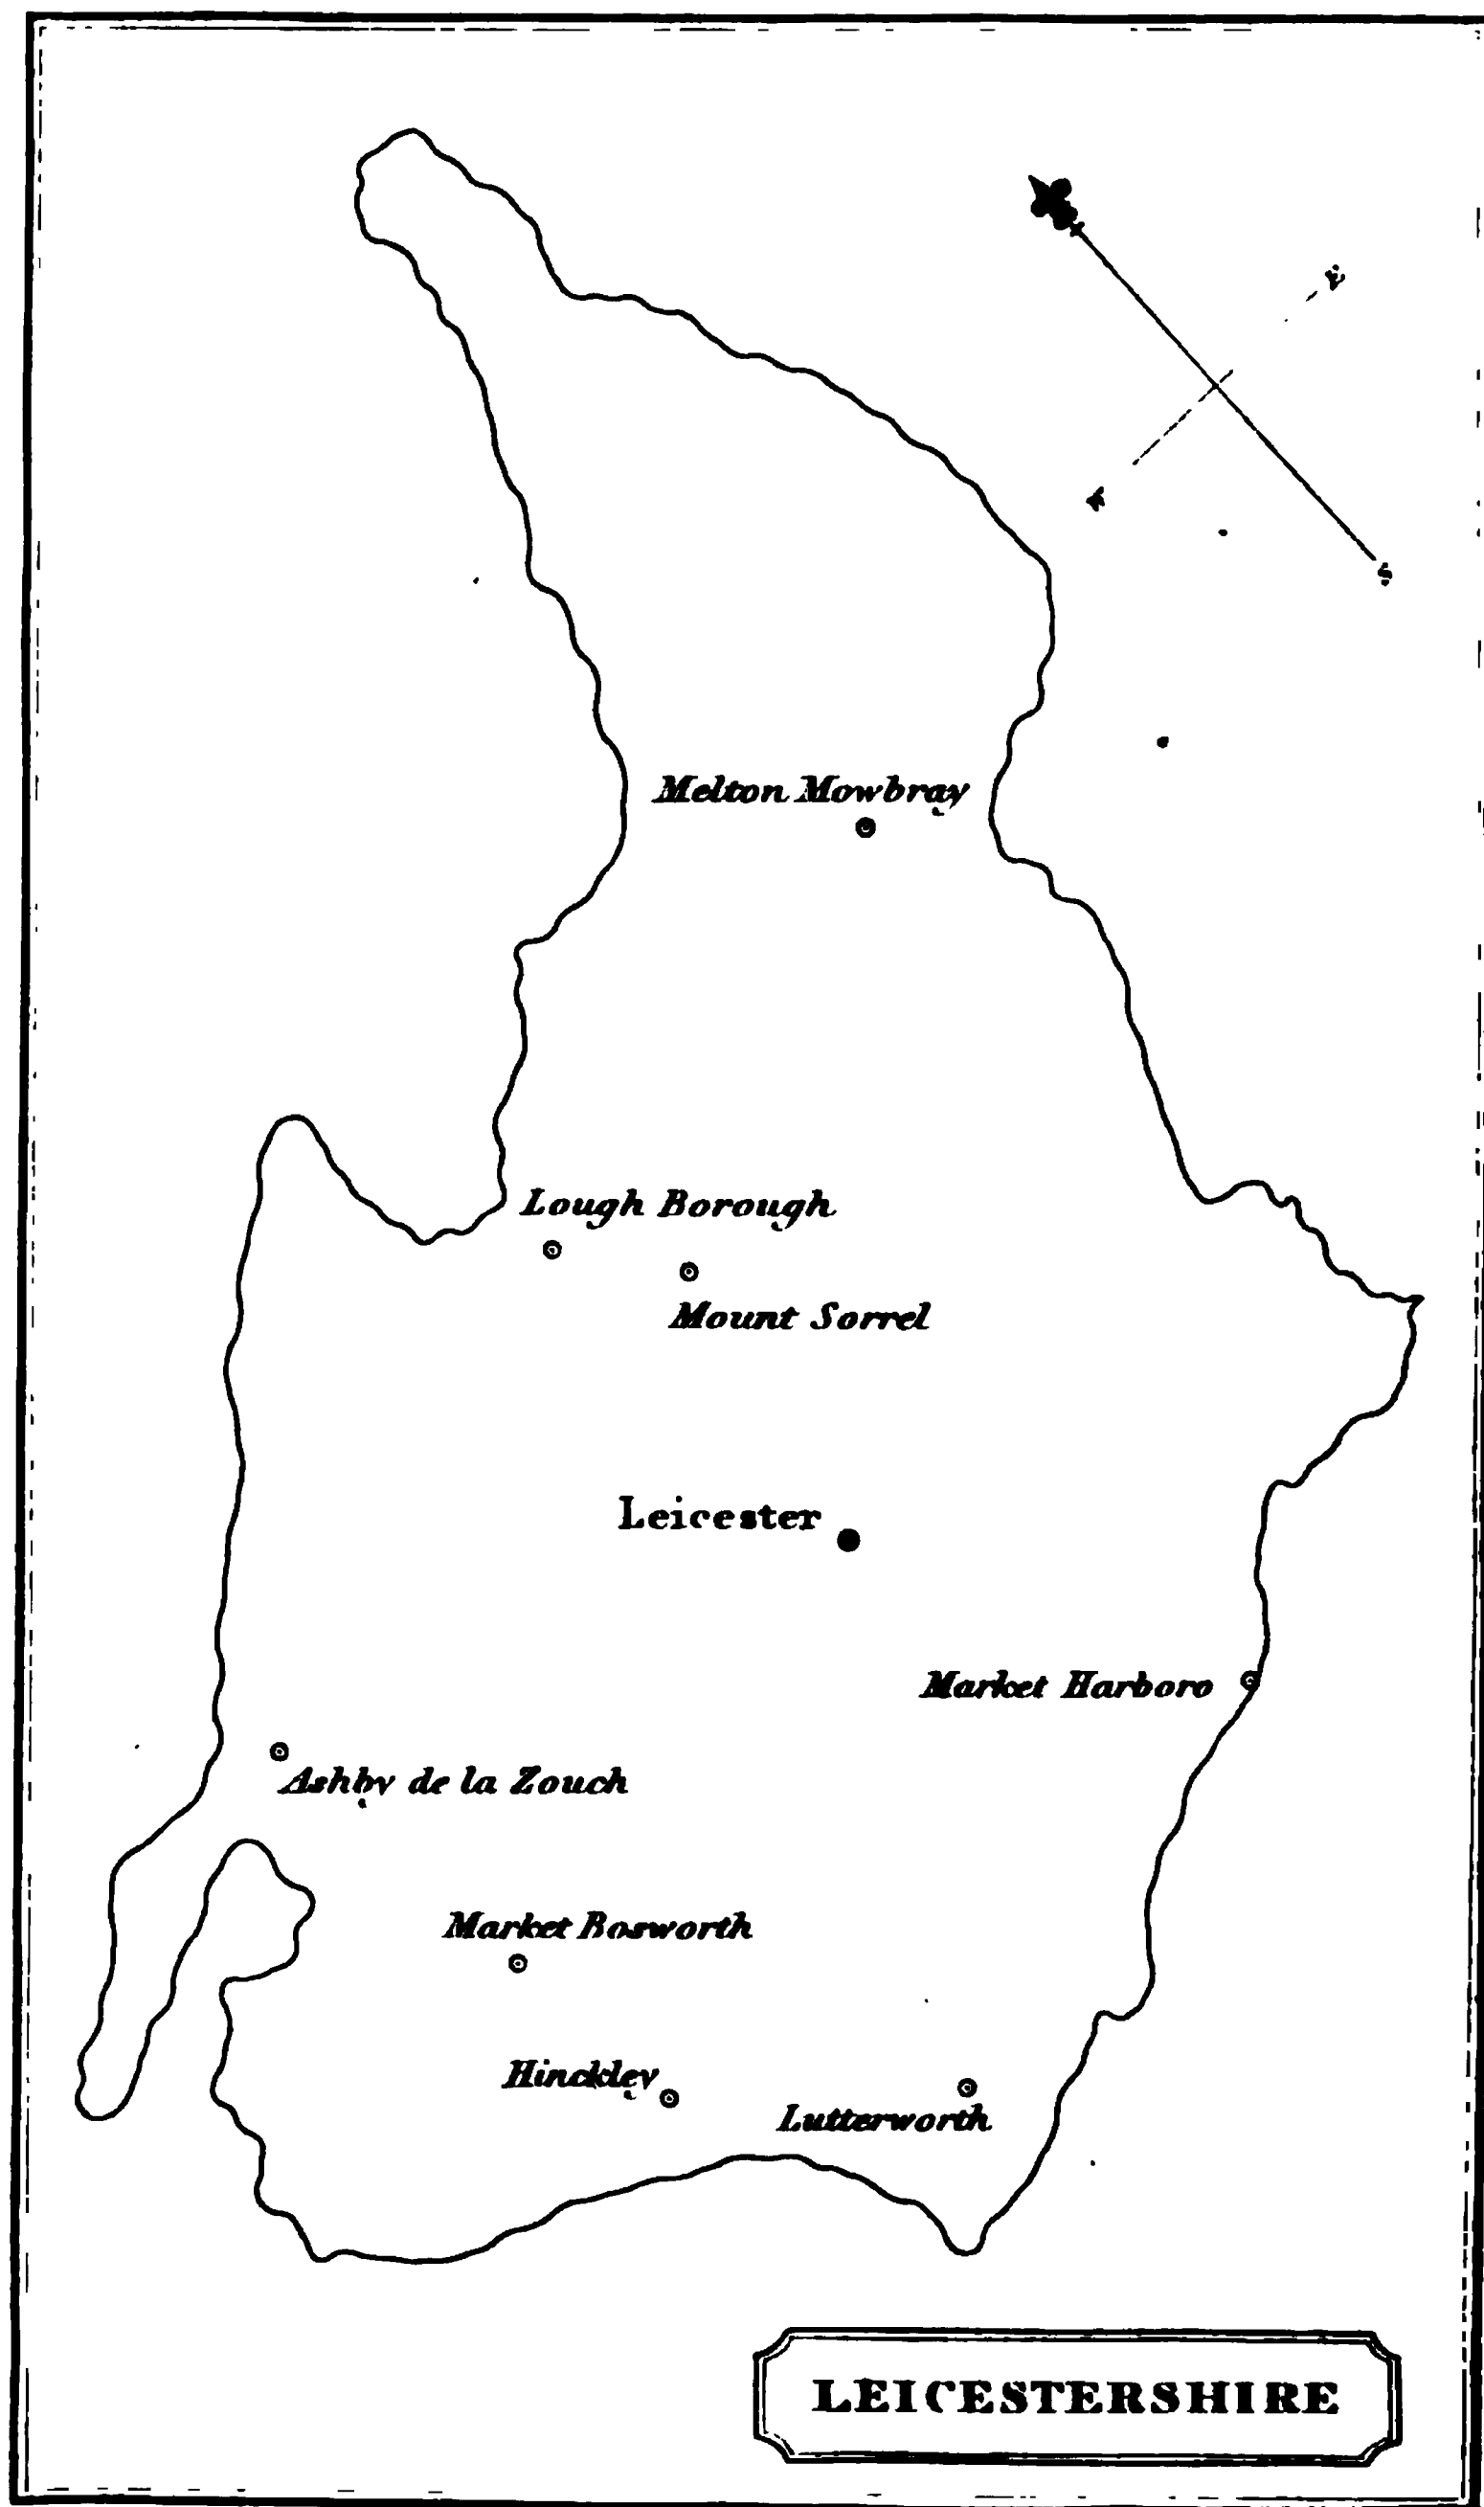 E
S
Melton Mowbray
Lough Borough
Mount Sorrel
Leicester
Market Harboro
Ashby de la Zouch
Market Bosworth
Hinckley
Lutterworth
LEICESTERSHIRE